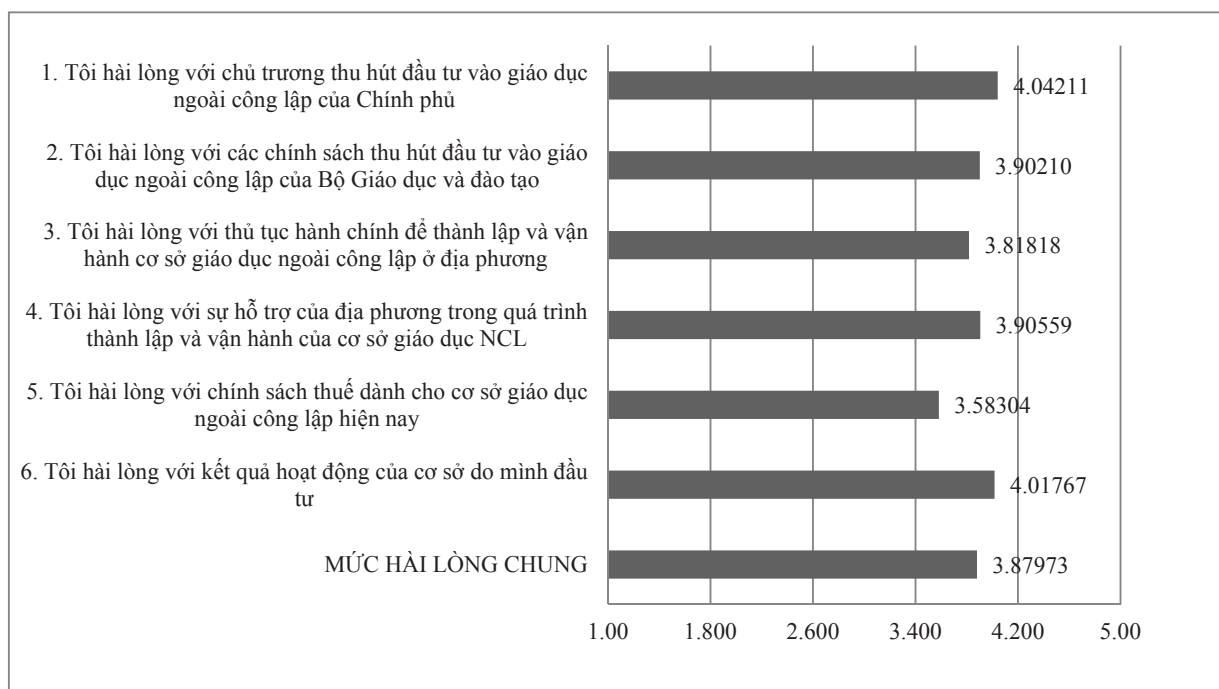 1. Tôi hài lòng với chủ trương thu hút đầu tư vào giáo dục
ngoài công lập của Chính phủ
4.04211
2. Tôi hài lòng với các chính sách thu hút đầu tư vào giáo
dục ngoài công lập của Bộ Giáo dục và đào tạo
3.90210
3. Tôi hài lòng với thủ tục hành chính để thành lập và vận
hành cơ sở giáo dục ngoài công lập ở địa phương
3.81818
4. Tôi hài lòng với sự hỗ trợ của địa phương trong quá trình
thành lập và vận hành của cơ sở giáo dục NCL
3.90559
5. Tôi hài lòng với chính sách thuế dành cho cơ sở giáo dục
ngoài công lập hiện nay
3.58304
6. Tôi hài lòng với kết quả hoạt động của cơ sở do mình đầu
tư
4.01767
MỨC HÀI LÒNG CHUNG
3.87973
1.00 1.800 2.600 3.400 4.200 5.00